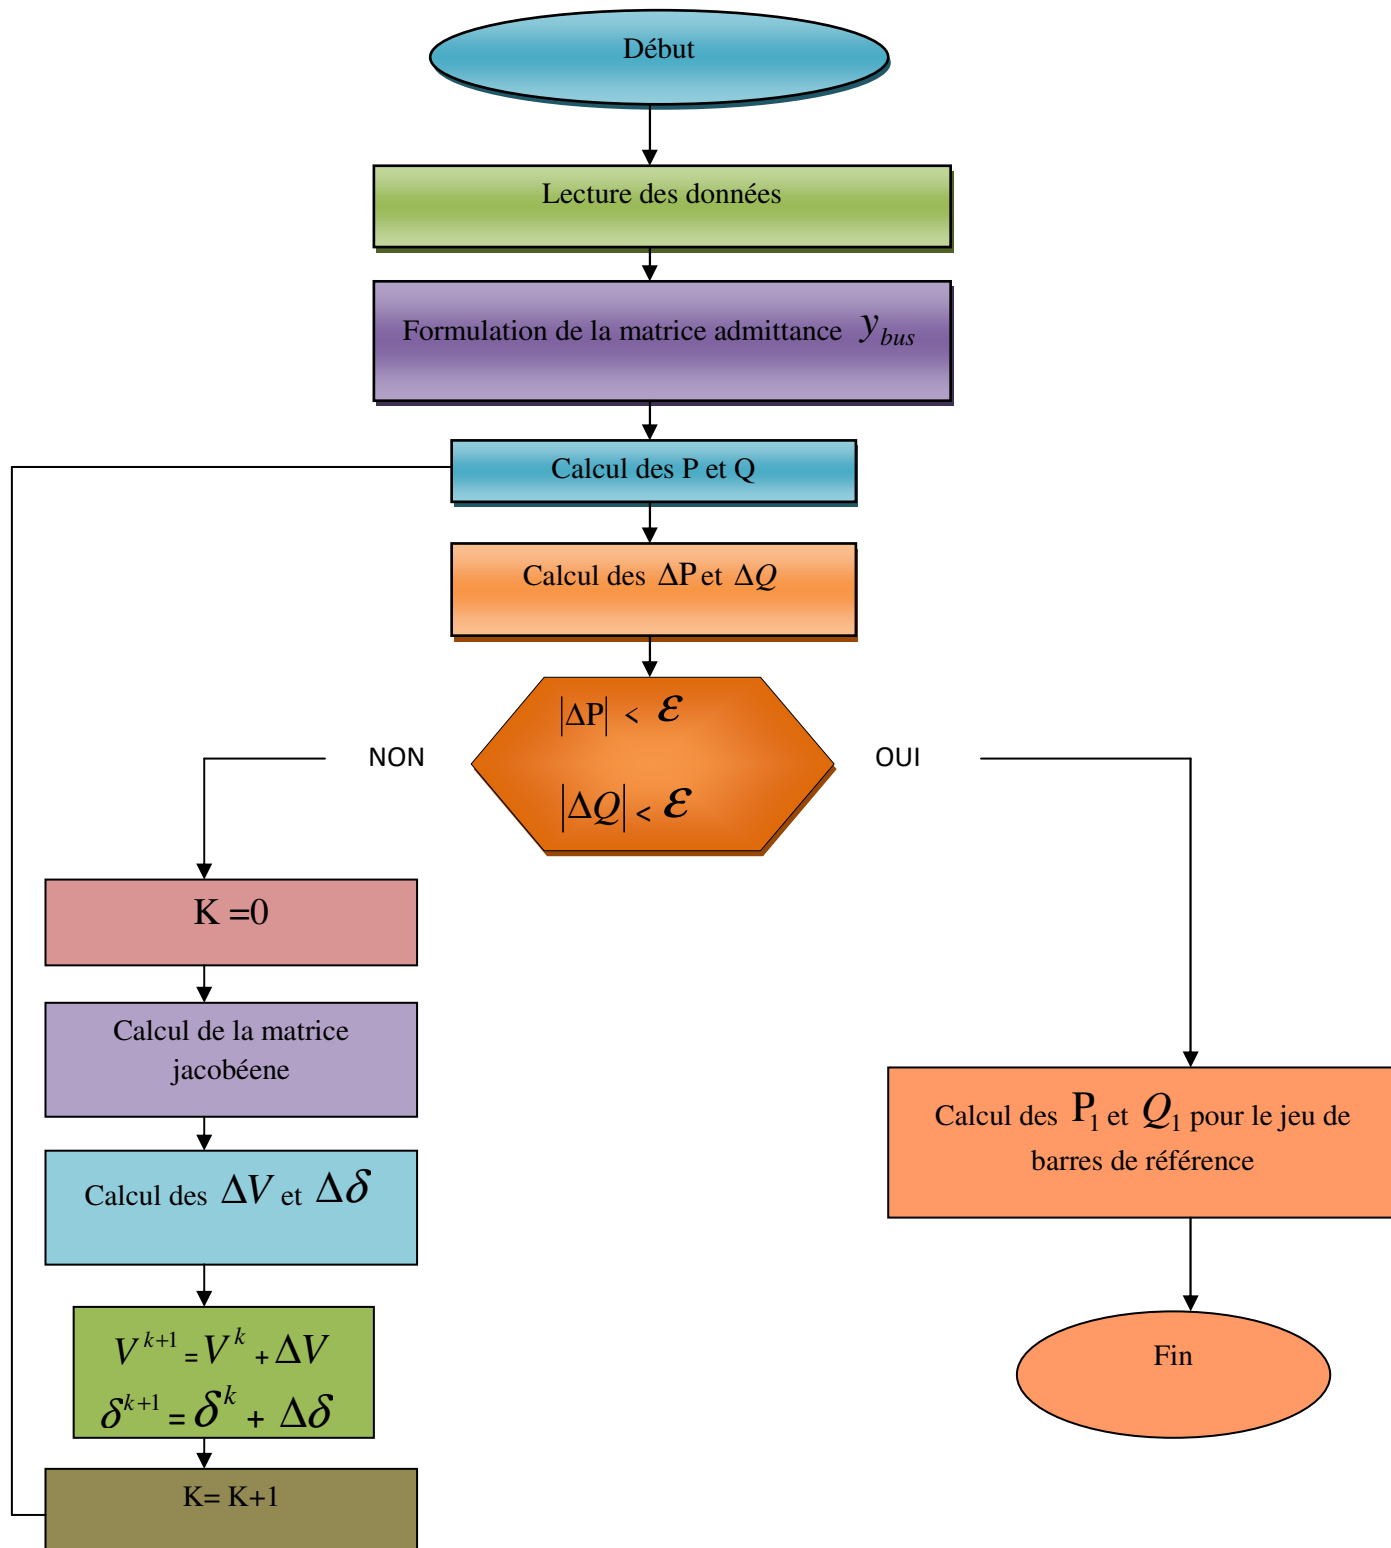 Début
Lecture des données
Formulation de la matrice admittance y_bus
Calcul des P et Q
Calcul des ΔP et ΔQ
|ΔP| < ε
|ΔQ| < ε
NON
OUI
K =0
Calcul de la matrice
jacobéene
Calcul des ΔV et Δδ
V^{k+1} = V^k + ΔV
δ^{k+1} = δ^k + Δδ
K= K+1
Calcul des P₁ et Q₁ pour le jeu de
barres de référence
Fin